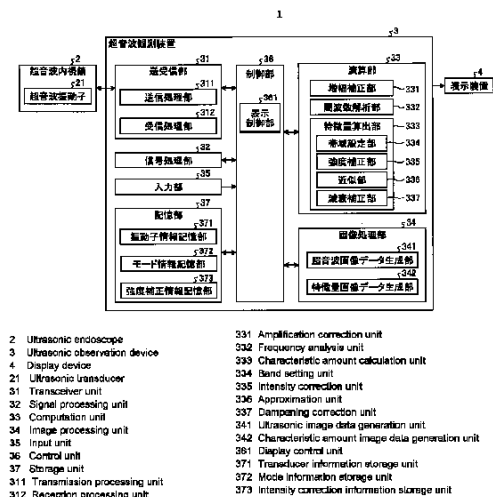 1
超音波観測装置
3
2
超音波内視鏡
21
超音波振動子
31
送受信部
311
送信処理部
312
受信処理部
32
信号処理部
35
入力部
37
記憶部
371
振動子情報記憶部
372
モード情報記憶部
373
強度補正情報記憶部
36
制御部
361
表示
制御部
33
演算部
増幅補正部
331
周波数解析部
332
特徴量算出部
333
帯域設定部
334
強度補正部
335
近似部
336
減衰補正部
337
34
画像処理部
341
超音波画像データ生成部
342
特徴量画像データ生成部
4
表示装置
2 Ultrasonic endoscope
3 Ultrasonic observation device
4 Display device
21 Ultrasonic transducer
31 Transceiver unit
32 Signal processing unit
33 Computation unit
34 Image processing unit
35 Input unit
36 Control unit
37 Storage unit
311 Transmission processing unit
312 Reception processing unit
331 Amplification correction unit
332 Frequency analysis unit
333 Characteristic amount calculation unit
334 Band setting unit
335 Intensity correction unit
336 Approximation unit
337 Dampening correction unit
341 Ultrasonic image data generation unit
342 Characteristic amount image data generation unit
361 Display control unit
371 Transducer information storage unit
372 Mode information storage unit
373 Intensity correction information storage unit